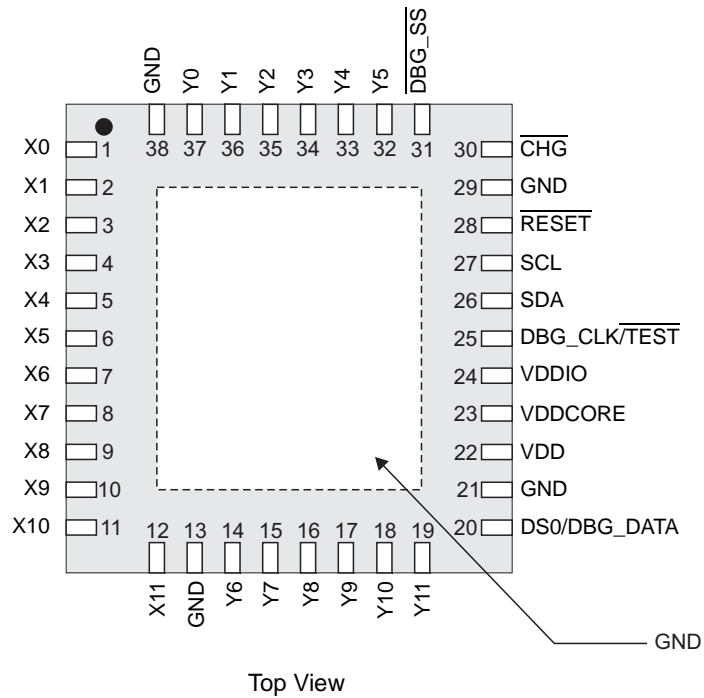 GND Y0 Y1 Y2 Y3 Y4 Y5 DBG_SS
38 37 36 35 34 33 32 31
X0 1 30 CHG
X1 2 29 GND
X2 3 28 RESET
X3 4 27 SCL
X4 5 26 SDA
X5 6 25 DBG_CLK/TEST
X6 7 24 VDDIO
X7 8 23 VDDCORE
X8 9 22 VDD
X9 10 21 GND
X10 11 20 DS0/DBG_DATA
12 13 14 15 16 17 18 19
X11 GND Y6 Y7 Y8 Y9 Y10 Y11
GND
Top View